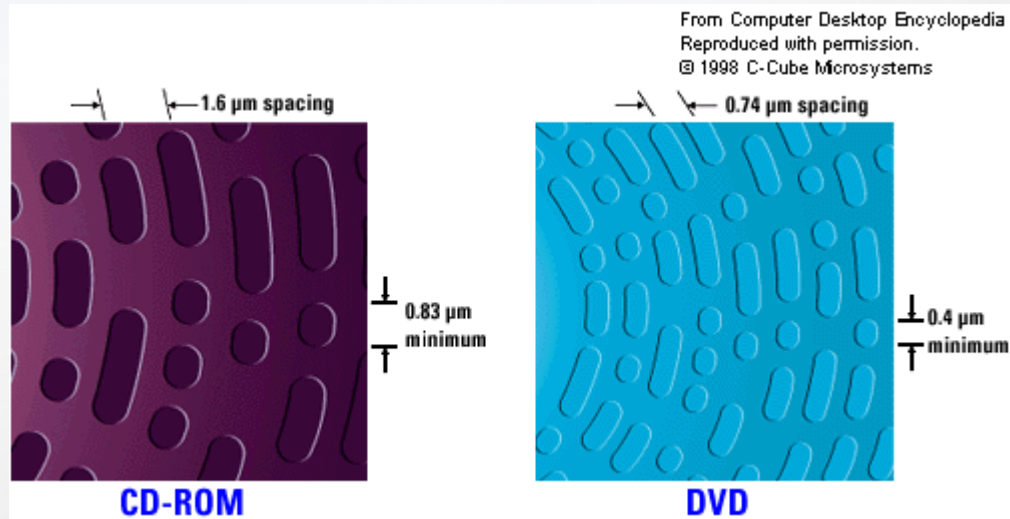 From Computer Desktop Encyclopedia
Reproduced with permission.
© 1998 C-Cube Microsystems
1.6 µm spacing
0.74 µm spacing
0.83 µm
minimum
0.4 µm
minimum
CD-ROM
DVD